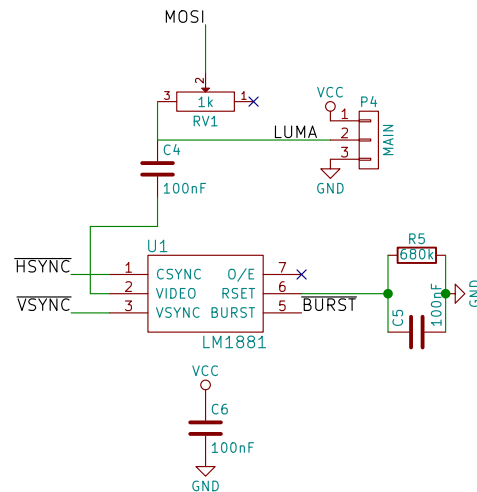 MOSI
2
3
1k
1
RV1
VCC
P4
1
2
3
MAIN
LUMA
GND
C4
100nF
U1
HSYNC
1
CSYNC
O/E
7
2
VIDEO
RSET
6
VSYNC
3
VSYNC
BURST
5
BURST
LM1881
R5
680k
C5
100nF
GND
VCC
C6
100nF
GND